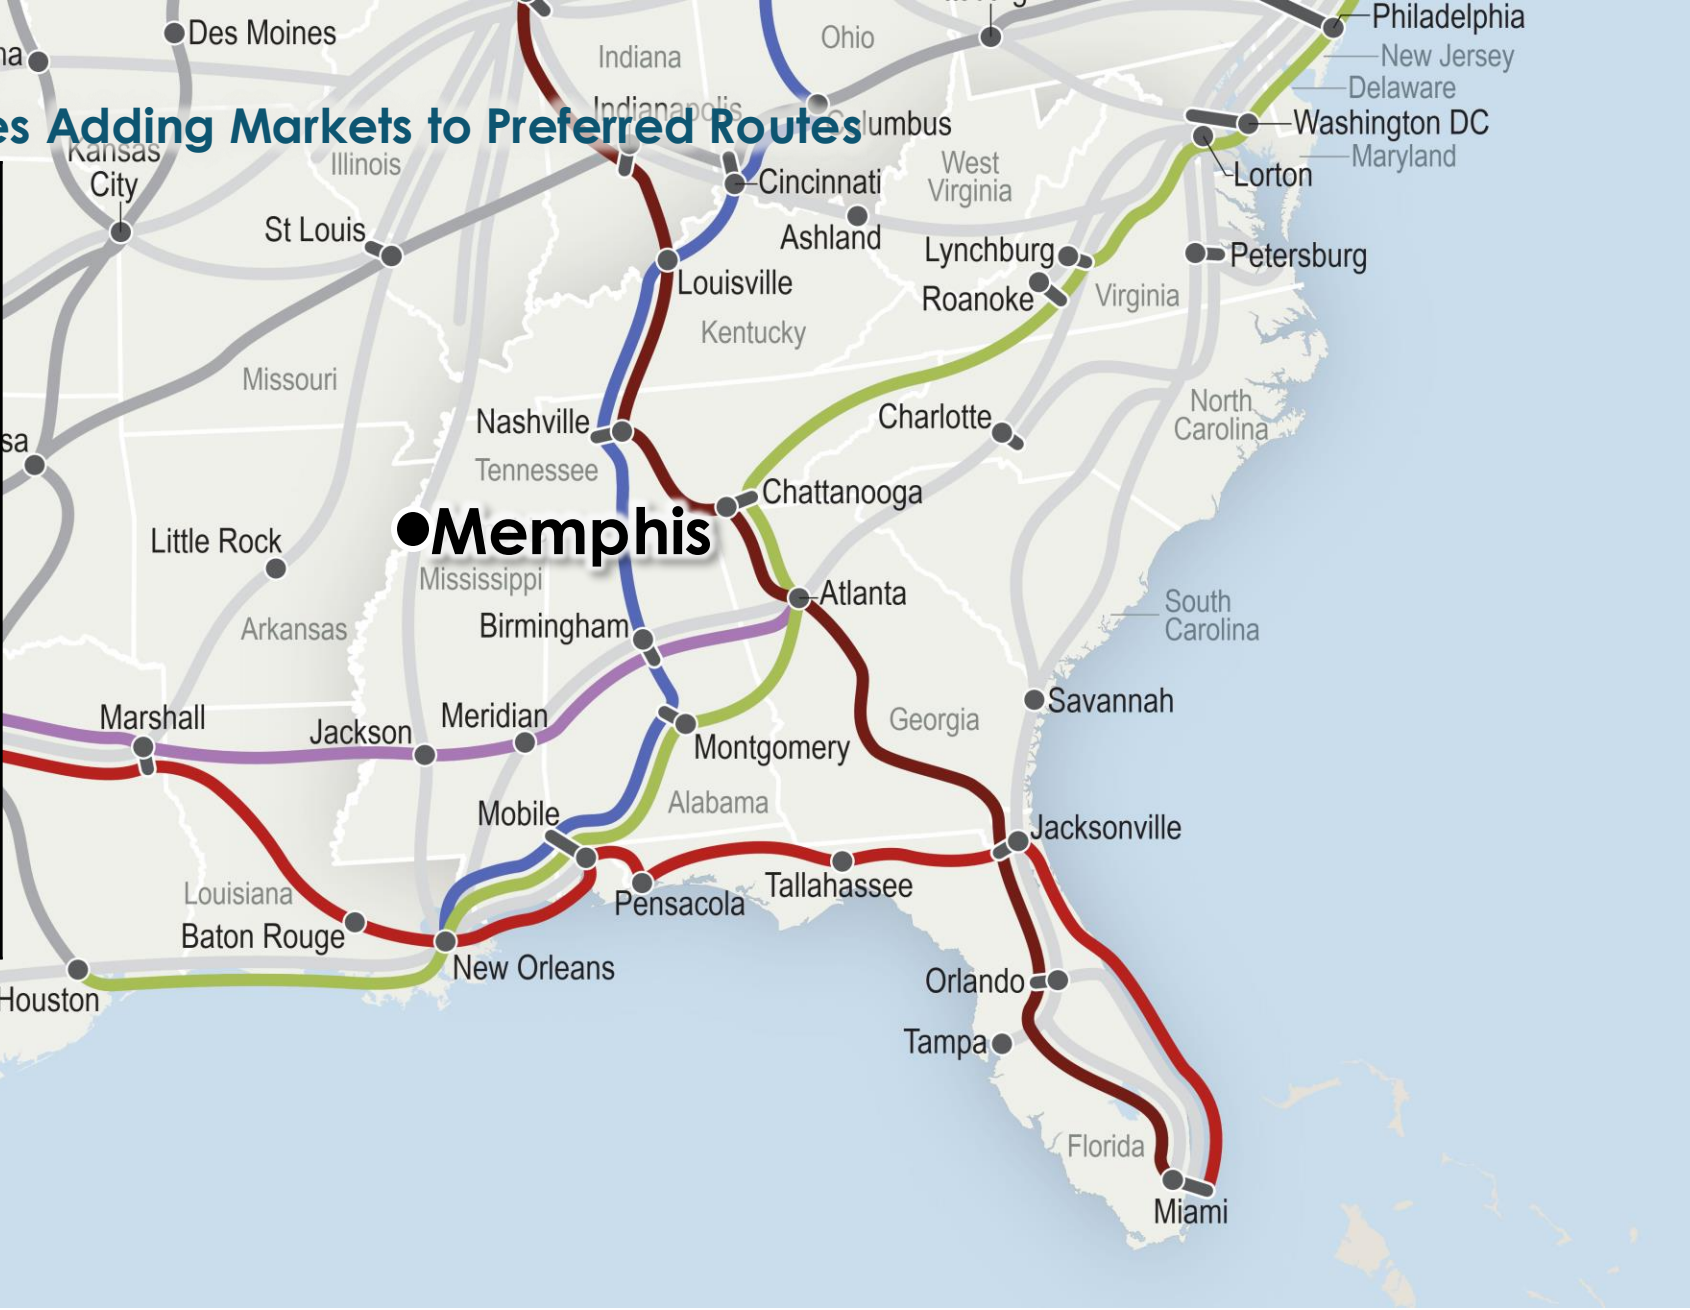 Philadelphia
Des Moines
Ohio
Indiana
New Jersey
Delaware
Indianapolis
es Adding Markets to Preferred Routes
lumbus
Washington DC
Kansas
City
Illinois
West
Virginia
Maryland
Cincinnati
Lorton
St Louis
Ashland
Lynchburg
Petersburg
Louisville
Roanoke
Virginia
Kentucky
Missouri
Nashville
Charlotte
North
Carolina
sa
Tennessee
Chattanooga
Memphis
Little Rock
Mississippi
Atlanta
South
Carolina
Arkansas
Birmingham
Savannah
Marshall
Jackson
Meridian
Georgia
Montgomery
Alabama
Mobile
Jacksonville
Louisiana
Tallahassee
Pensacola
Baton Rouge
New Orleans
Houston
Orlando
Tampa
Florida
Miami